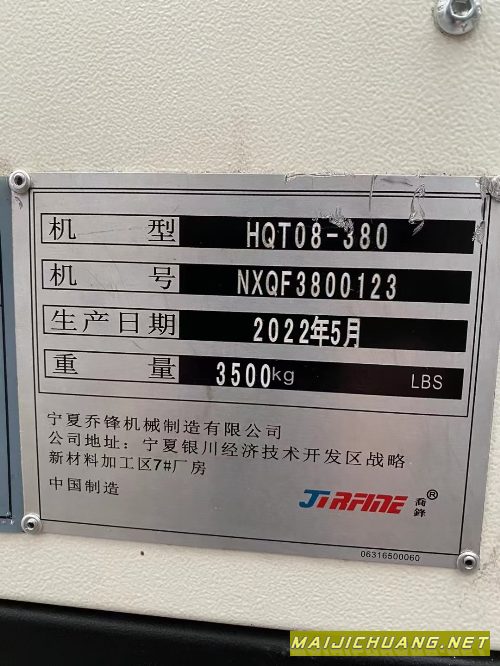 机型 HQT08-380
机号 NXQF3800123
生产日期 2022年5月
重量 3500kg LBS
宁夏乔锋机械制造有限公司
公司地址：宁夏银川经济技术开发区战略
新材料加工区7#厂房
中国制造
JIRFINE® 喬鋒
06316500060
MAIJICHUANG.NET